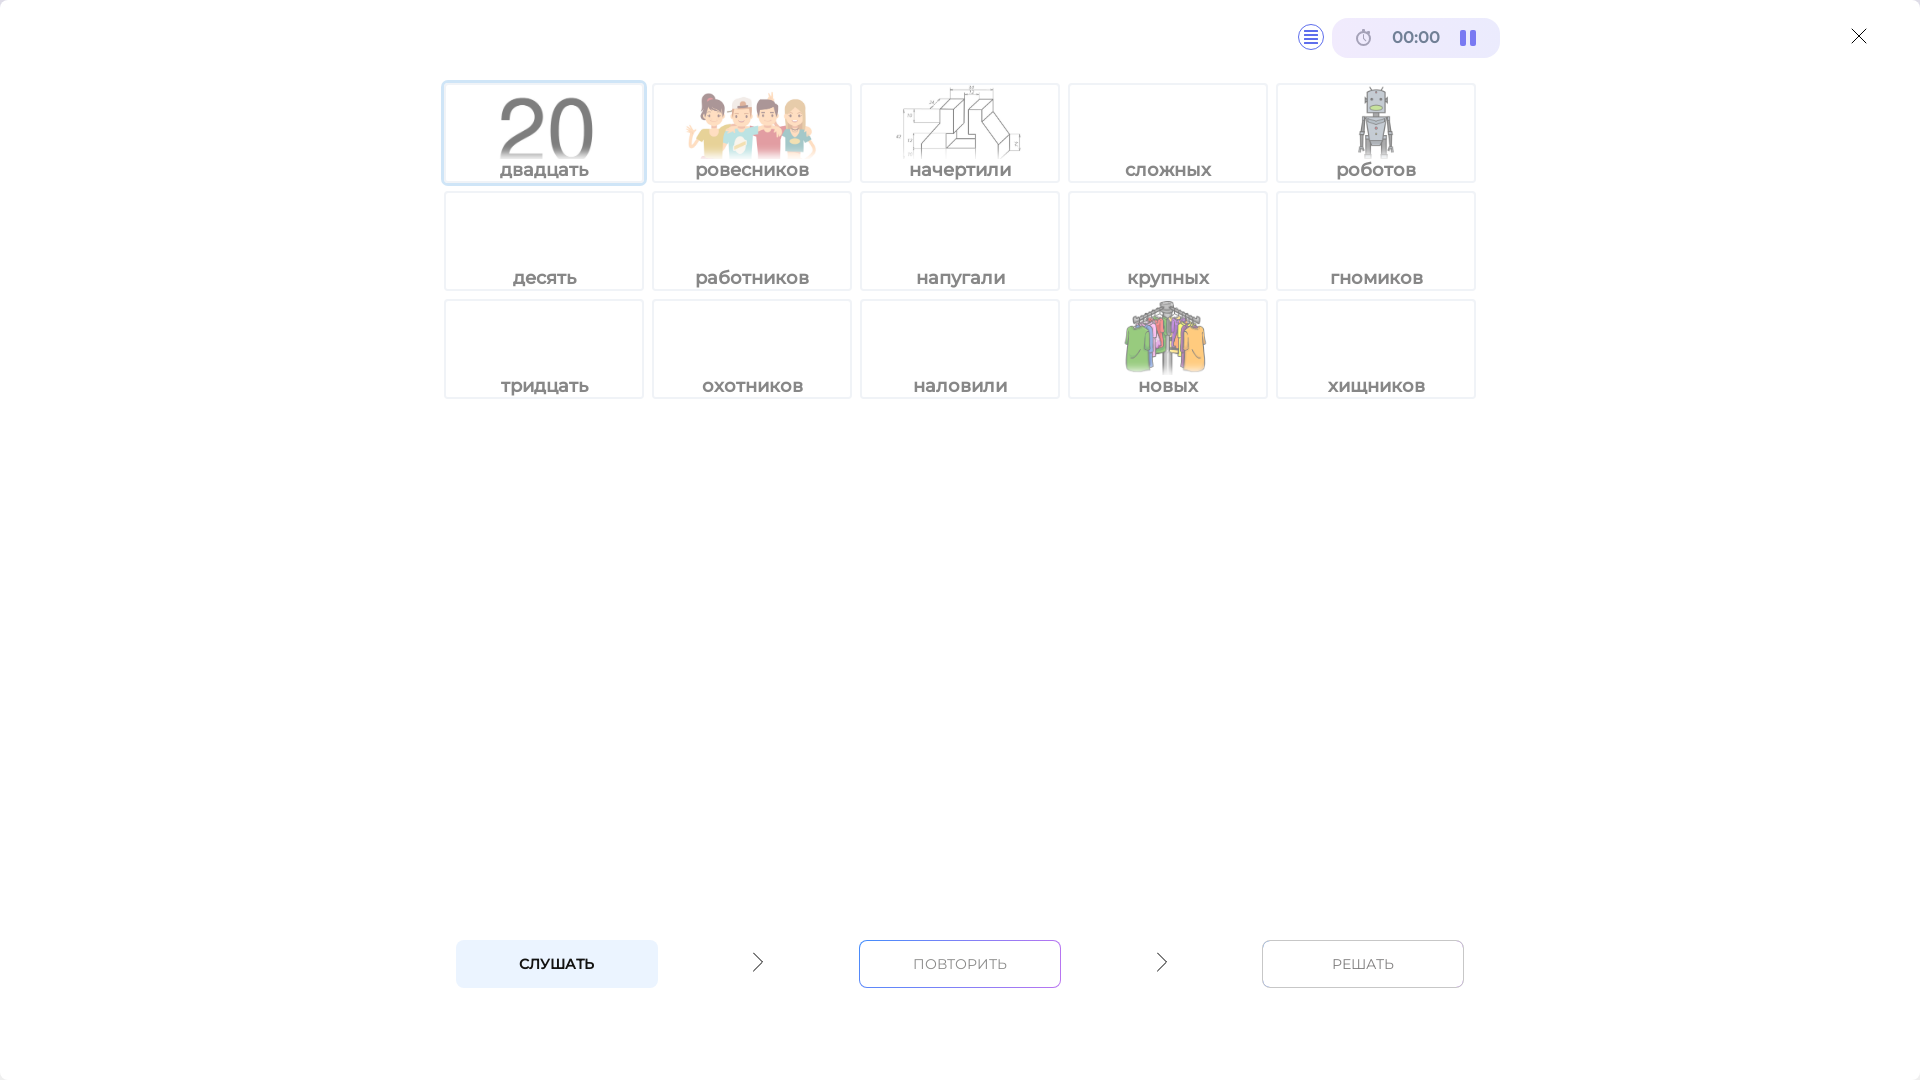 00:00
20
двадцать ровесников начертили сложных роботов
десять работников напугали крупных гномиков
тридцать охотников наловили новых хищников
СЛУШАТЬ ПОВТОРИТЬ РЕШАТЬ